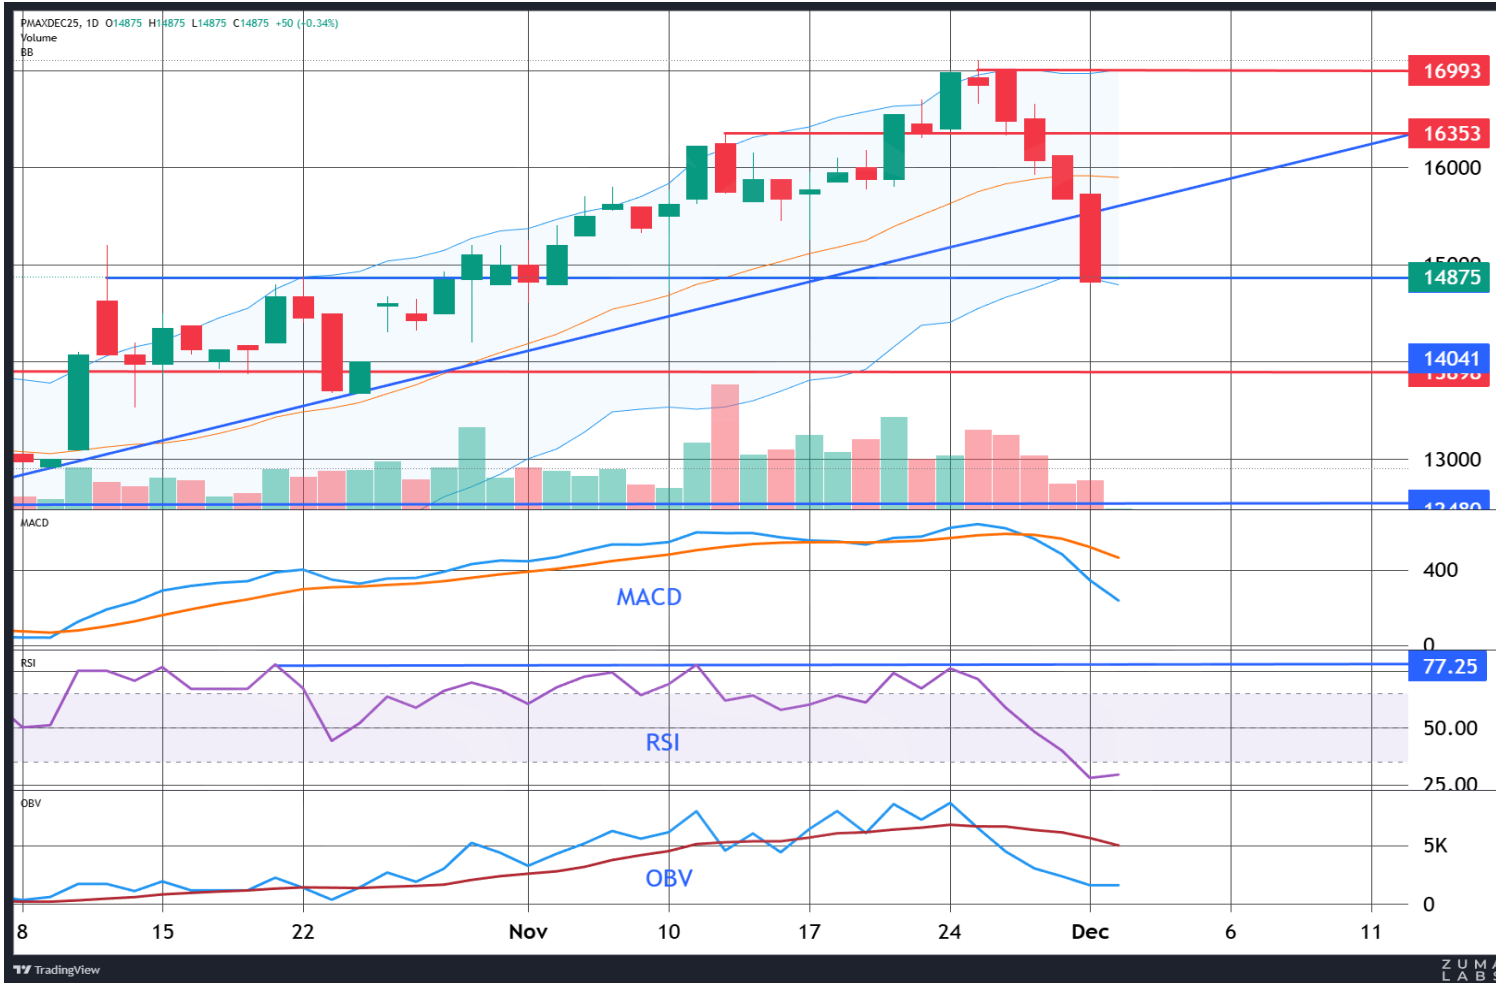 PMAXDEC25, 1D O14875 H14875 L14875 C14875 +50 (+0.34%)
Volume
BB
16993
16353
16000
14875
14041
13000
MACD
400
MACD
0
RSI
77.25
50.00
RSI
25.00
OBV
5K
OBV
0
8 15 22 Nov 10 17 24 Dec 6 11
TradingView
ZUMA
LABS